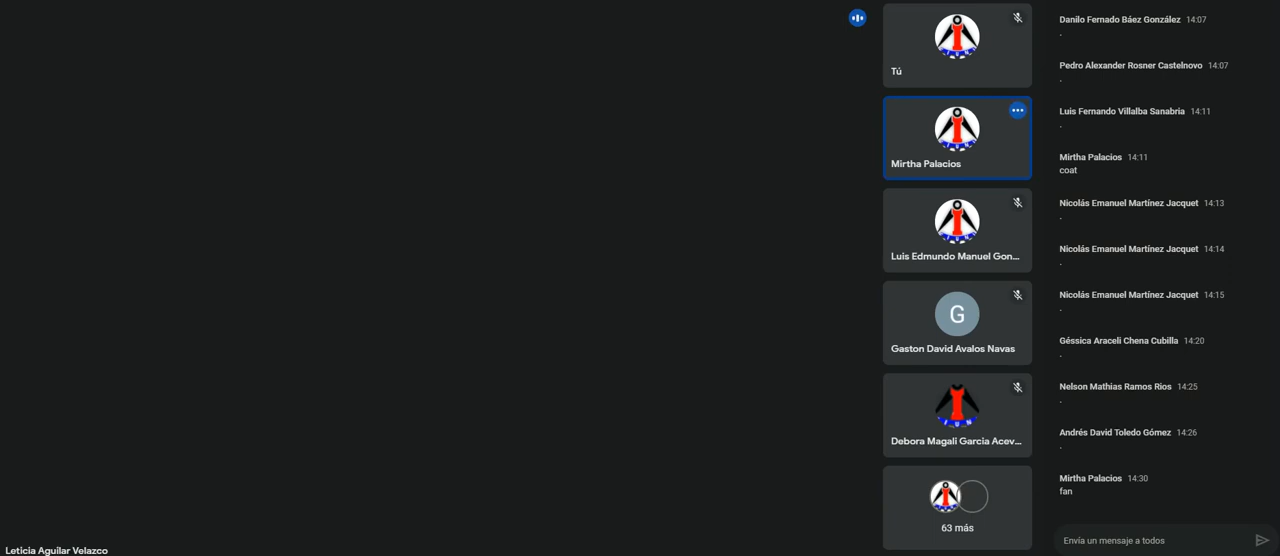 Leticia Aguilar Velazco
Tú
Mirtha Palacios
Luis Edmundo Manuel Gon...
G
Gaston David Avalos Navas
Debora Magali Garcia Acev...
63 más
Danilo Fernado Báez González 14:07
.
Pedro Alexander Rosner Castelnovo 14:07
.
Luis Fernando Villalba Sanabria 14:11
.
Mirtha Palacios 14:11
coat
Nicolás Emanuel Martínez Jacquet 14:13
.
Nicolás Emanuel Martínez Jacquet 14:14
.
Nicolás Emanuel Martínez Jacquet 14:15
.
Géssica Araceli Chena Cubilla 14:20
.
Nelson Mathias Ramos Rios 14:25
.
Andrés David Toledo Gómez 14:26
.
Mirtha Palacios 14:30
fan
Envía un mensaje a todos